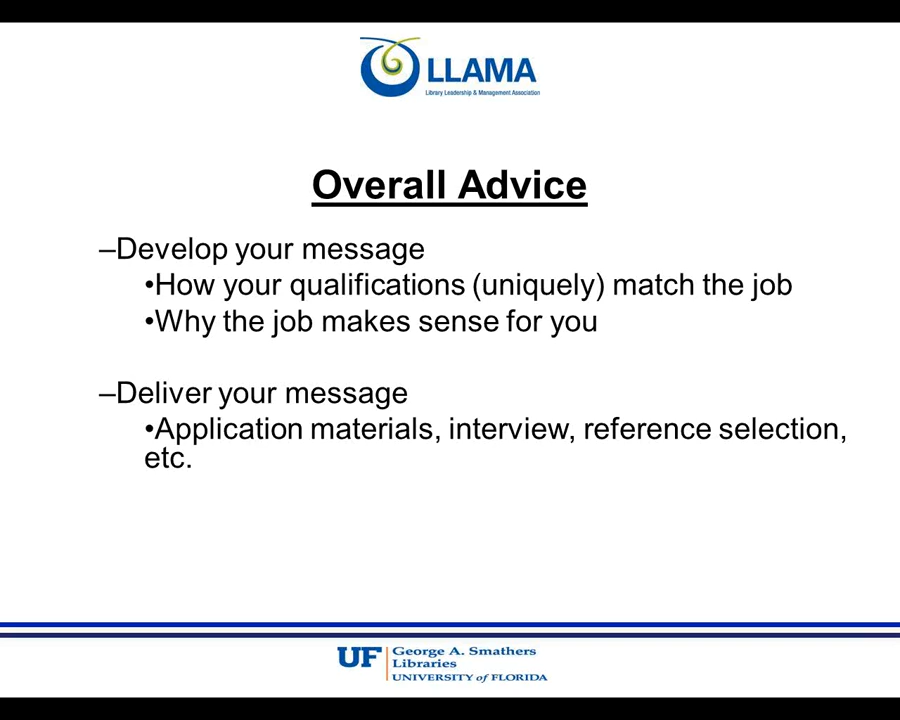 LLAMA
Library Leadership & Management Association
Overall Advice
–Develop your message
•How your qualifications (uniquely) match the job
•Why the job makes sense for you
–Deliver your message
•Application materials, interview, reference selection,
etc.
UF George A. Smathers
Libraries
UNIVERSITY of FLORIDA